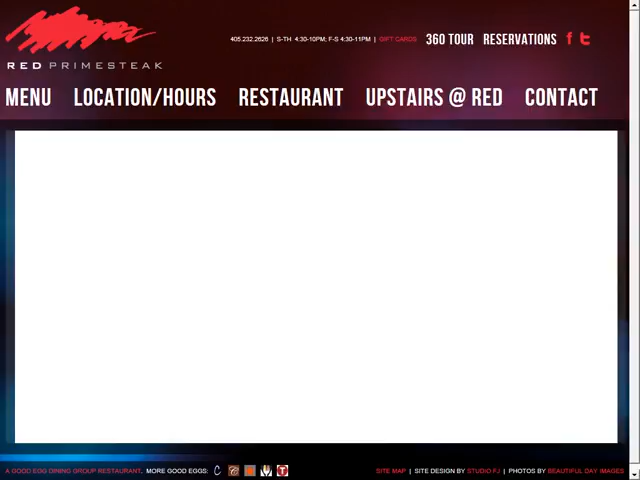 405.232.2626 | S-TH 4:30-10PM; F-S 4:30-11PM | GIFT CARDS 360 TOUR RESERVATIONS f t
RED PRIMESTEAK
MENU LOCATION/HOURS RESTAURANT UPSTAIRS @ RED CONTACT
A GOOD EGG DINING GROUP RESTAURANT. MORE GOOD EGGS: C T SITE MAP | SITE DESIGN BY STUDIO FJ | PHOTOS BY BEAUTIFUL DAY IMAGES